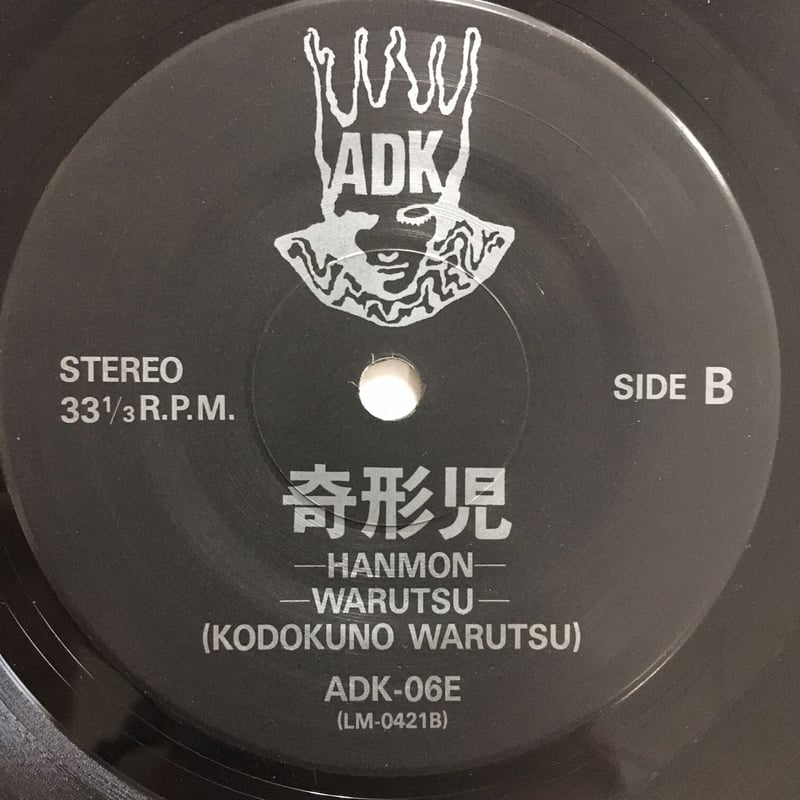 ADK
STEREO
33⅓ R.P.M.
SIDE B
奇形児
—HANMON—
—WARUTSU—
(KODOKUNO WARUTSU)
ADK-06E
(LM-0421B)